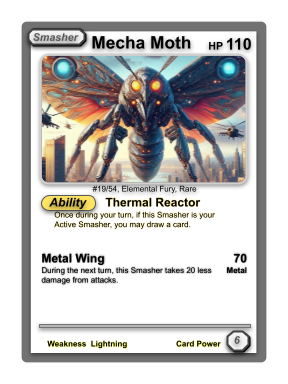 Smasher Mecha Moth HP 110
#19/54, Elemental Fury, Rare
Ability Thermal Reactor
Once during your turn, if this Smasher is your
Active Smasher, you may draw a card.
Metal Wing 70
During the next turn, this Smasher takes 20 less Metal
damage from attacks.
Weakness Lightning Card Power 6